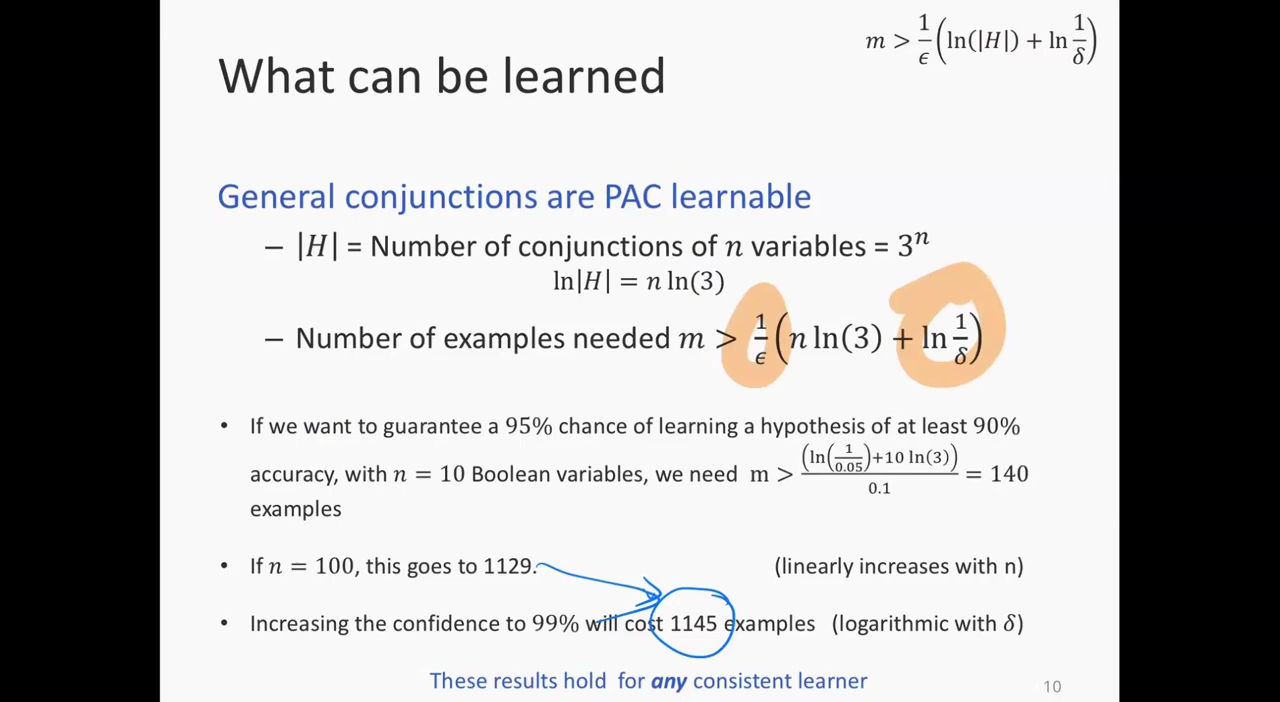 m > 1/ϵ (ln(|H|) + ln 1/δ)
What can be learned
General conjunctions are PAC learnable
– |H| = Number of conjunctions of n variables = 3ⁿ
ln|H| = n ln(3)
– Number of examples needed m > 1/ϵ (n ln(3) + ln 1/δ)
• If we want to guarantee a 95% chance of learning a hypothesis of at least 90%
accuracy, with n = 10 Boolean variables, we need m > (ln(1/0.05)+10 ln(3))/0.1 = 140
examples
• If n = 100, this goes to 1129. (linearly increases with n)
• Increasing the confidence to 99% will cost 1145 examples (logarithmic with δ)
These results hold for any consistent learner
10